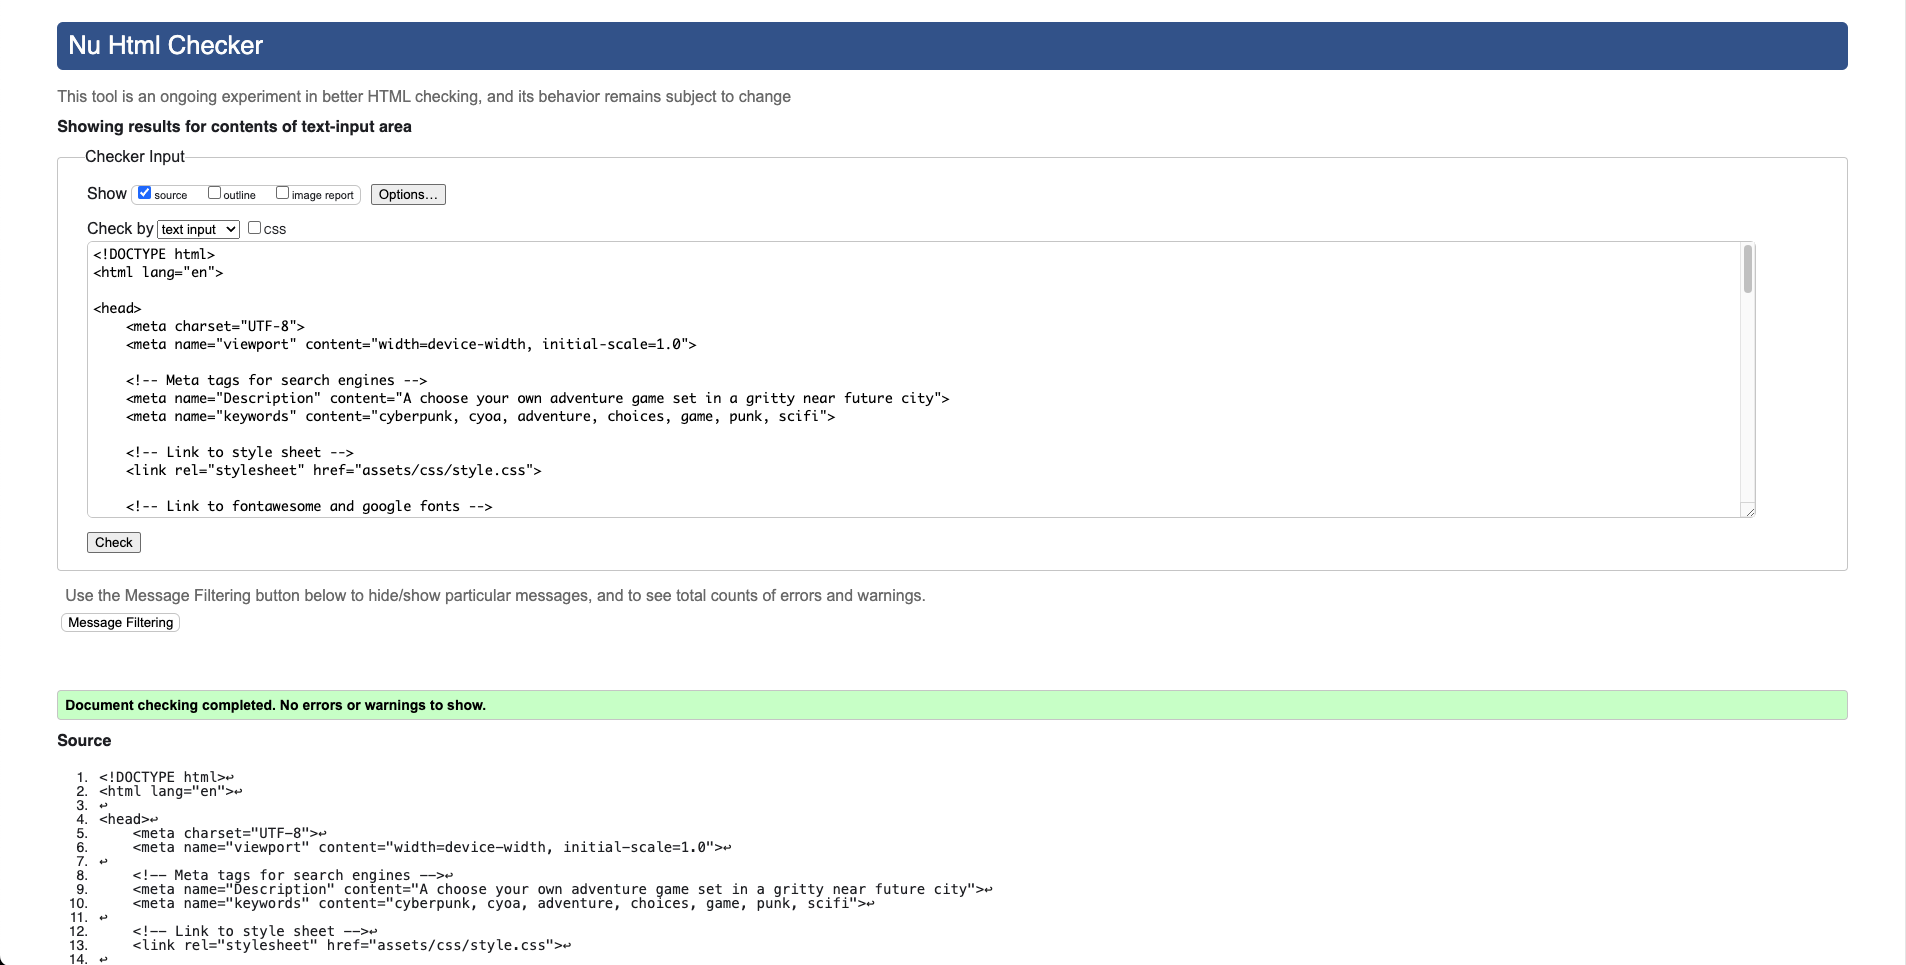 Nu Html Checker
This tool is an ongoing experiment in better HTML checking, and its behavior remains subject to change
Showing results for contents of text-input area
Checker Input
Show source outline image report Options...
Check by text input css
<!DOCTYPE html>
<html lang="en">
<head>
    <meta charset="UTF-8">
    <meta name="viewport" content="width=device-width, initial-scale=1.0">
    <!-- Meta tags for search engines -->
    <meta name="Description" content="A choose your own adventure game set in a gritty near future city">
    <meta name="keywords" content="cyberpunk, cyoa, adventure, choices, game, punk, scifi">
    <!-- Link to style sheet -->
    <link rel="stylesheet" href="assets/css/style.css">
    <!-- Link to fontawesome and google fonts -->
Check
Use the Message Filtering button below to hide/show particular messages, and to see total counts of errors and warnings.
Message Filtering
Document checking completed. No errors or warnings to show.
Source
1. <!DOCTYPE html>↩
2. <html lang="en">↩
3. ↩
4. <head>↩
5.     <meta charset="UTF-8">↩
6.     <meta name="viewport" content="width=device-width, initial-scale=1.0">↩
7. ↩
8.     <!-- Meta tags for search engines -->↩
9.     <meta name="Description" content="A choose your own adventure game set in a gritty near future city">↩
10.     <meta name="keywords" content="cyberpunk, cyoa, adventure, choices, game, punk, scifi">↩
11. ↩
12.     <!-- Link to style sheet -->↩
13.     <link rel="stylesheet" href="assets/css/style.css">↩
14. ↩